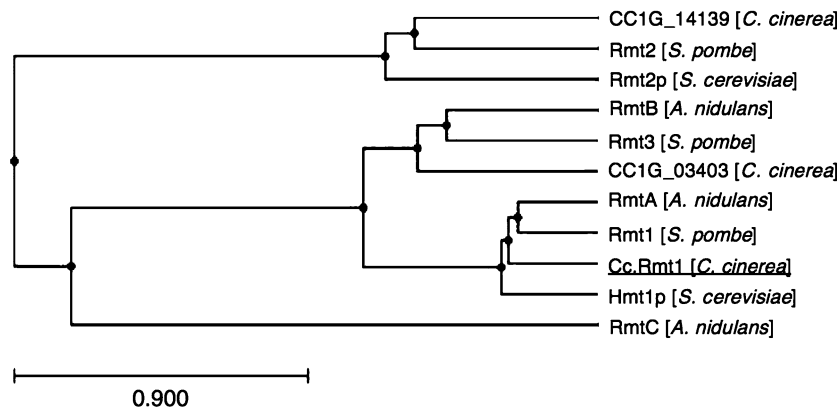 CC1G_14139 [C. cinerea]
Rmt2 [S. pombe]
Rmt2p [S. cerevisiae]
RmtB [A. nidulans]
Rmt3 [S. pombe]
CC1G_03403 [C. cinerea]
RmtA [A. nidulans]
Rmt1 [S. pombe]
Cc.Rmt1 [C. cinerea]
Hmt1p [S. cerevisiae]
RmtC [A. nidulans]
0.900